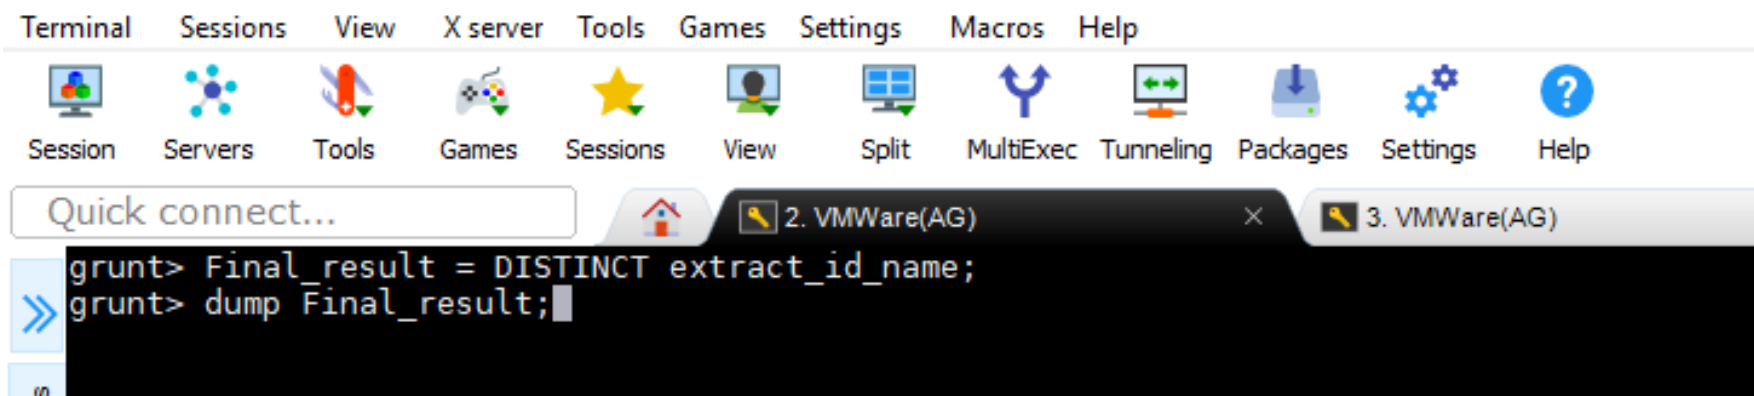 Terminal Sessions View X server Tools Games Settings Macros Help
Session Servers Tools Games Sessions View Split MultiExec Tunneling Packages Settings Help
Quick connect... 2. VMWare(AG) 3. VMWare(AG)
grunt> Final_result = DISTINCT extract_id_name;
grunt> dump Final_result;